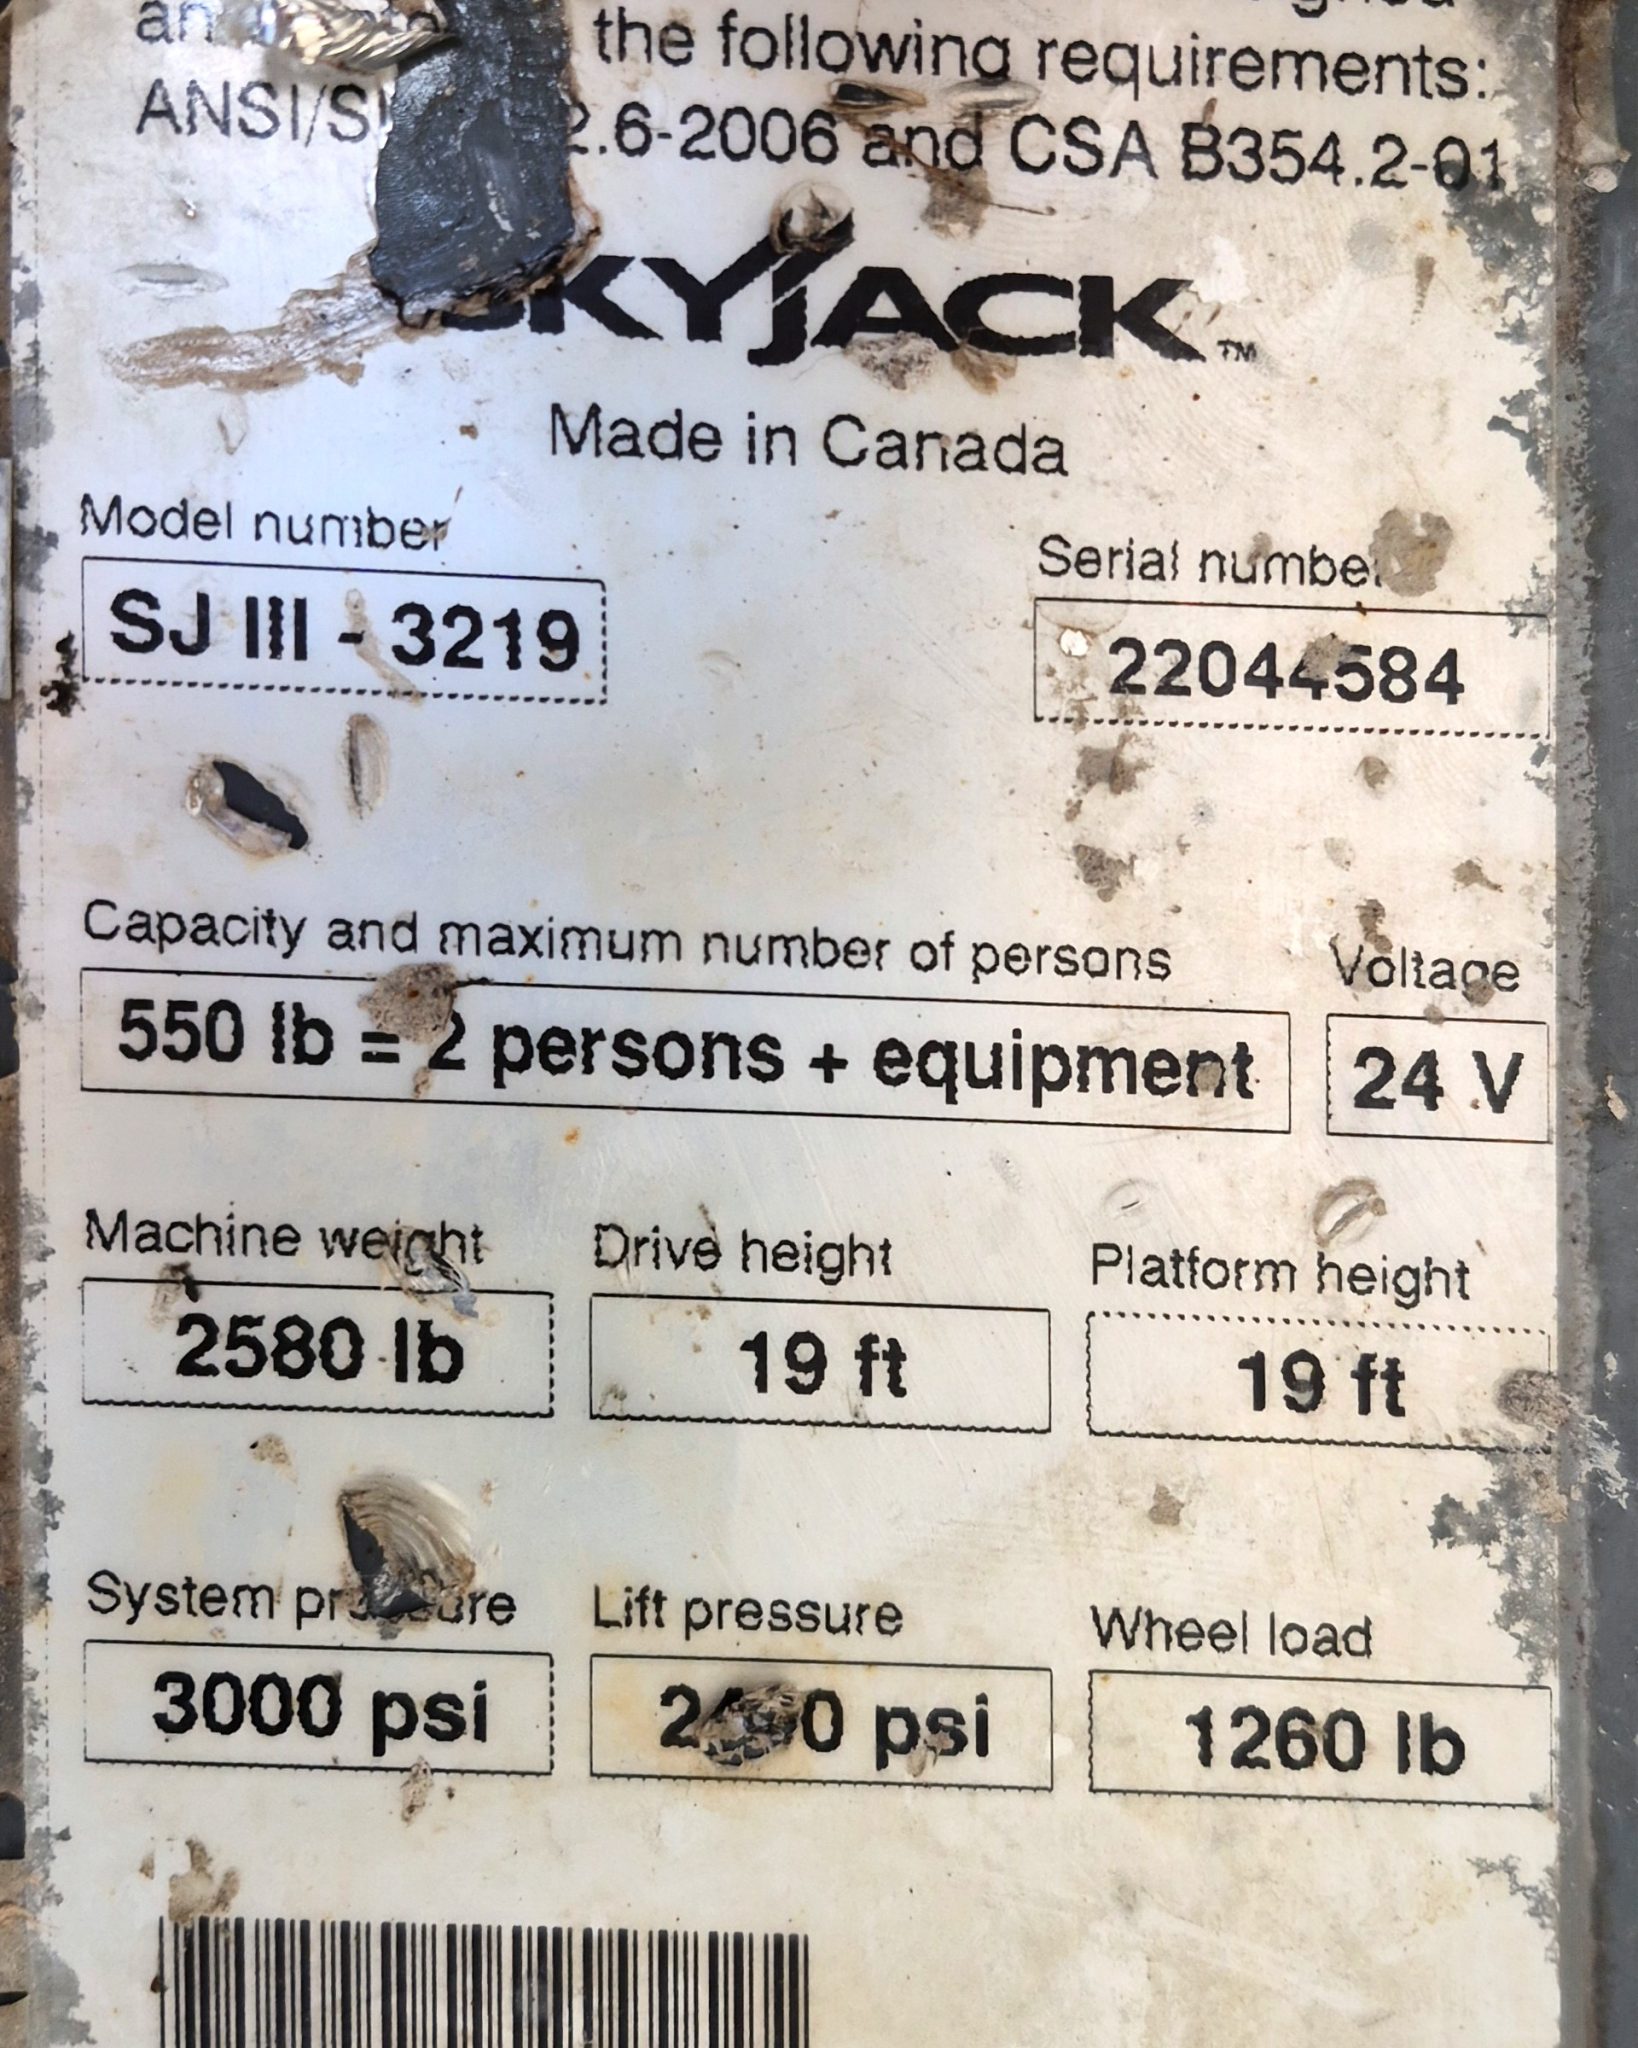 the following requirements:
2.6-2006 and CSA B354.2-01
SKYJACK™
Made in Canada
Model number
Serial number
SJ III - 3219
22044584
Capacity and maximum number of persons
Voltage
550 lb = 2 persons + equipment
24 V
Machine weight
Drive height
Platform height
2580 lb
19 ft
19 ft
System pressure
Lift pressure
Wheel load
3000 psi
psi
1260 lb